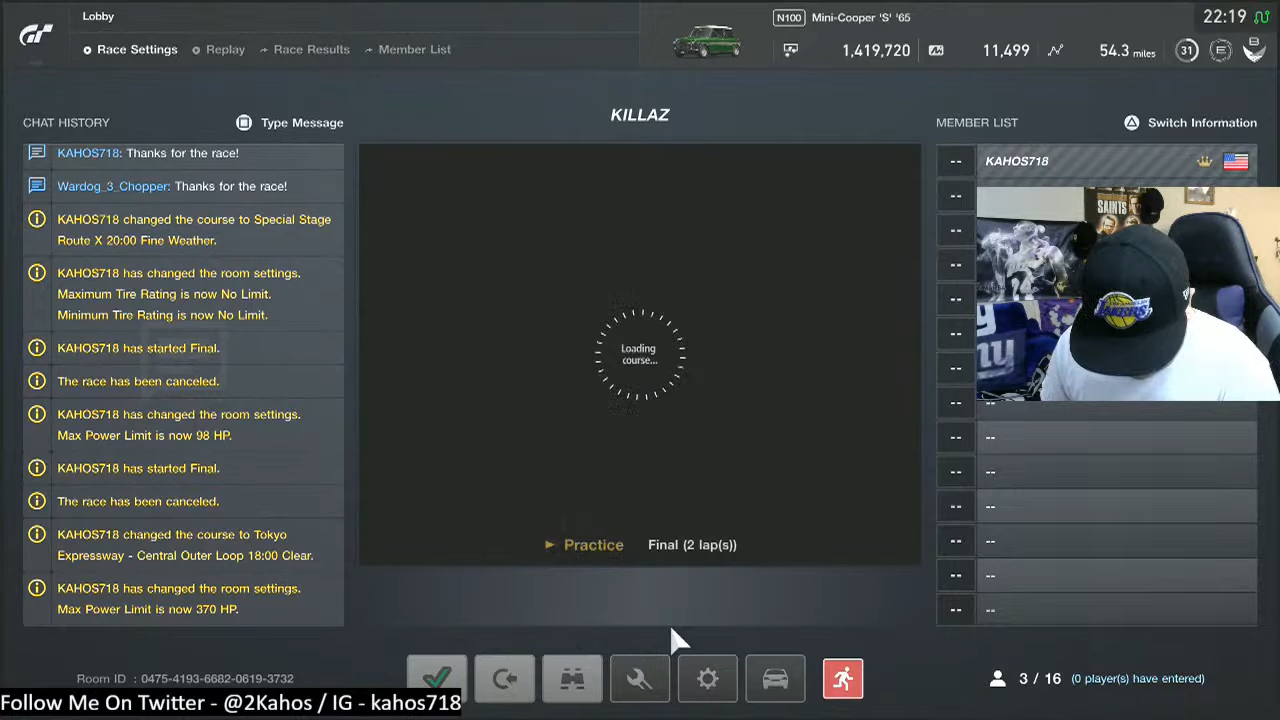 Lobby
N100 Mini-Cooper 'S' '65
22:19
Race Settings Replay Race Results Member List
1,419,720 11,499 54.3 miles 31 E B
CHAT HISTORY Type Message
KILLAZ
MEMBER LIST Switch Information
KAHOS718: Thanks for the race!
Wardog_3_Chopper: Thanks for the race!
KAHOS718 changed the course to Special Stage
Route X 20:00 Fine Weather.
KAHOS718 has changed the room settings.
Maximum Tire Rating is now No Limit.
Minimum Tire Rating is now No Limit.
KAHOS718 has started Final.
The race has been canceled.
KAHOS718 has changed the room settings.
Max Power Limit is now 98 HP.
KAHOS718 has started Final.
The race has been canceled.
KAHOS718 changed the course to Tokyo
Expressway - Central Outer Loop 18:00 Clear.
KAHOS718 has changed the room settings.
Max Power Limit is now 370 HP.
Loading
course...
Practice Final (2 lap(s))
-- KAHOS718
--
--
--
--
--
--
--
-- --
-- --
-- --
-- --
-- --
-- --
SAINTS
LAKERS
Room ID : 0475-4193-6682-0619-3732
3 / 16 (0 player(s) have entered)
Follow Me On Twitter - @2Kahos / IG - kahos718